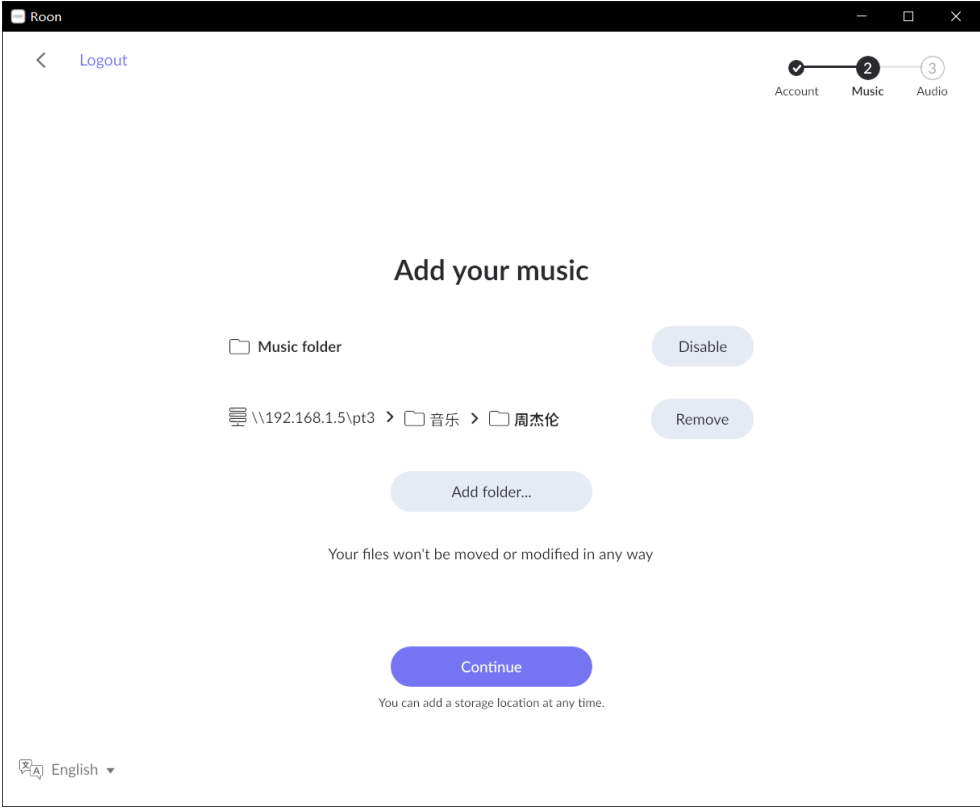 Roon
Logout
2
3
Account
Music
Audio
Add your music
Music folder
Disable
\\192.168.1.5\pt3 > 音乐 > 周杰伦
Remove
Add folder...
Your files won't be moved or modified in any way
Continue
You can add a storage location at any time.
English